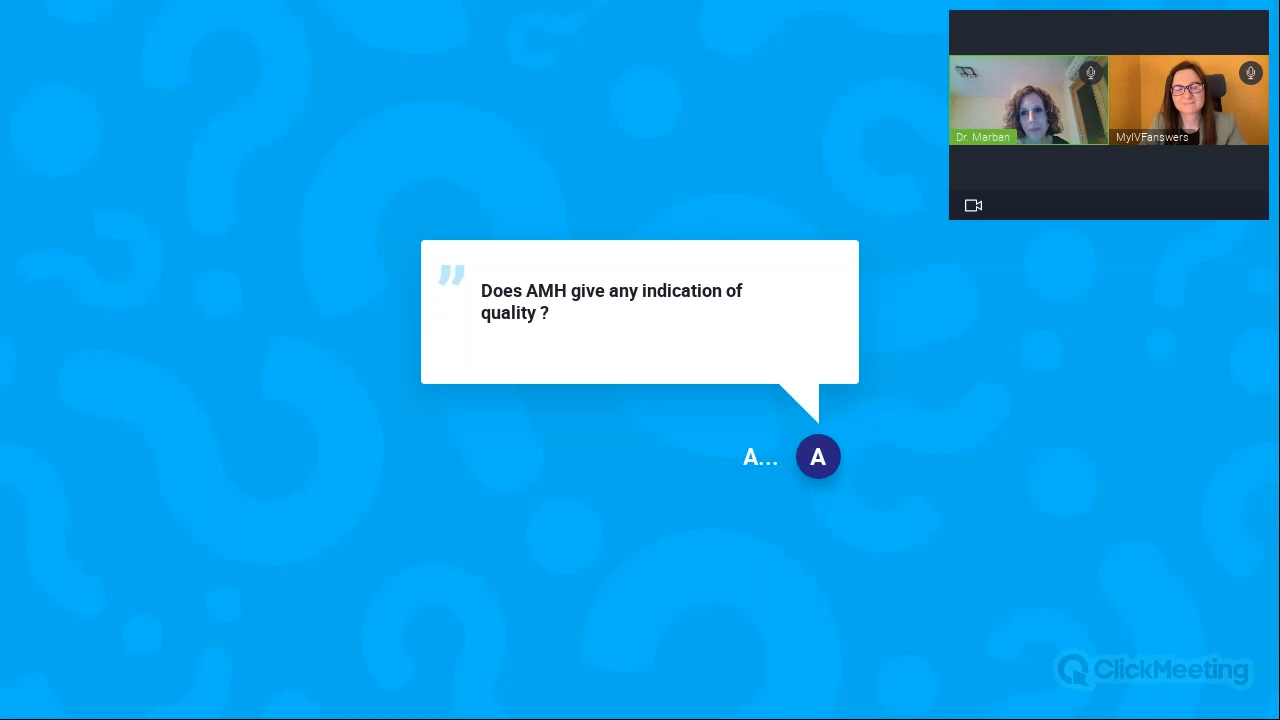 Dr. Marban
MyIVFanswers
Does AMH give any indication of
quality ?
A...
A
ClickMeeting